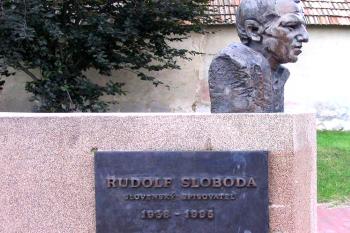 RUDOLF SLOBODA
SLOVENSKÝ SPISOVATEĽ
1938 - 1995